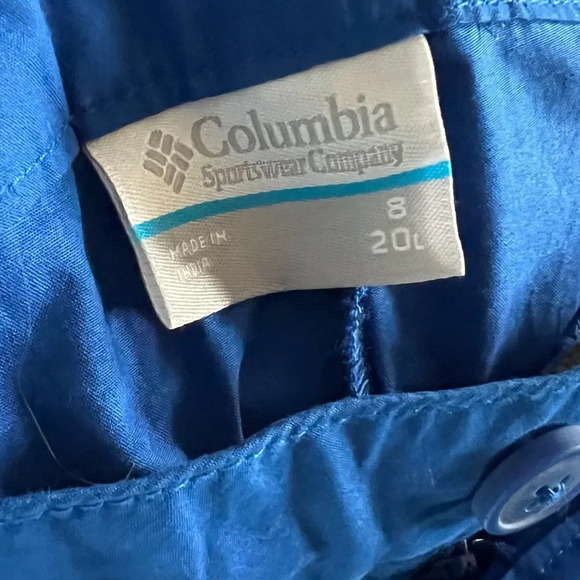 Columbia
Sportswear Company
8
20L
MADE IN
INDIA